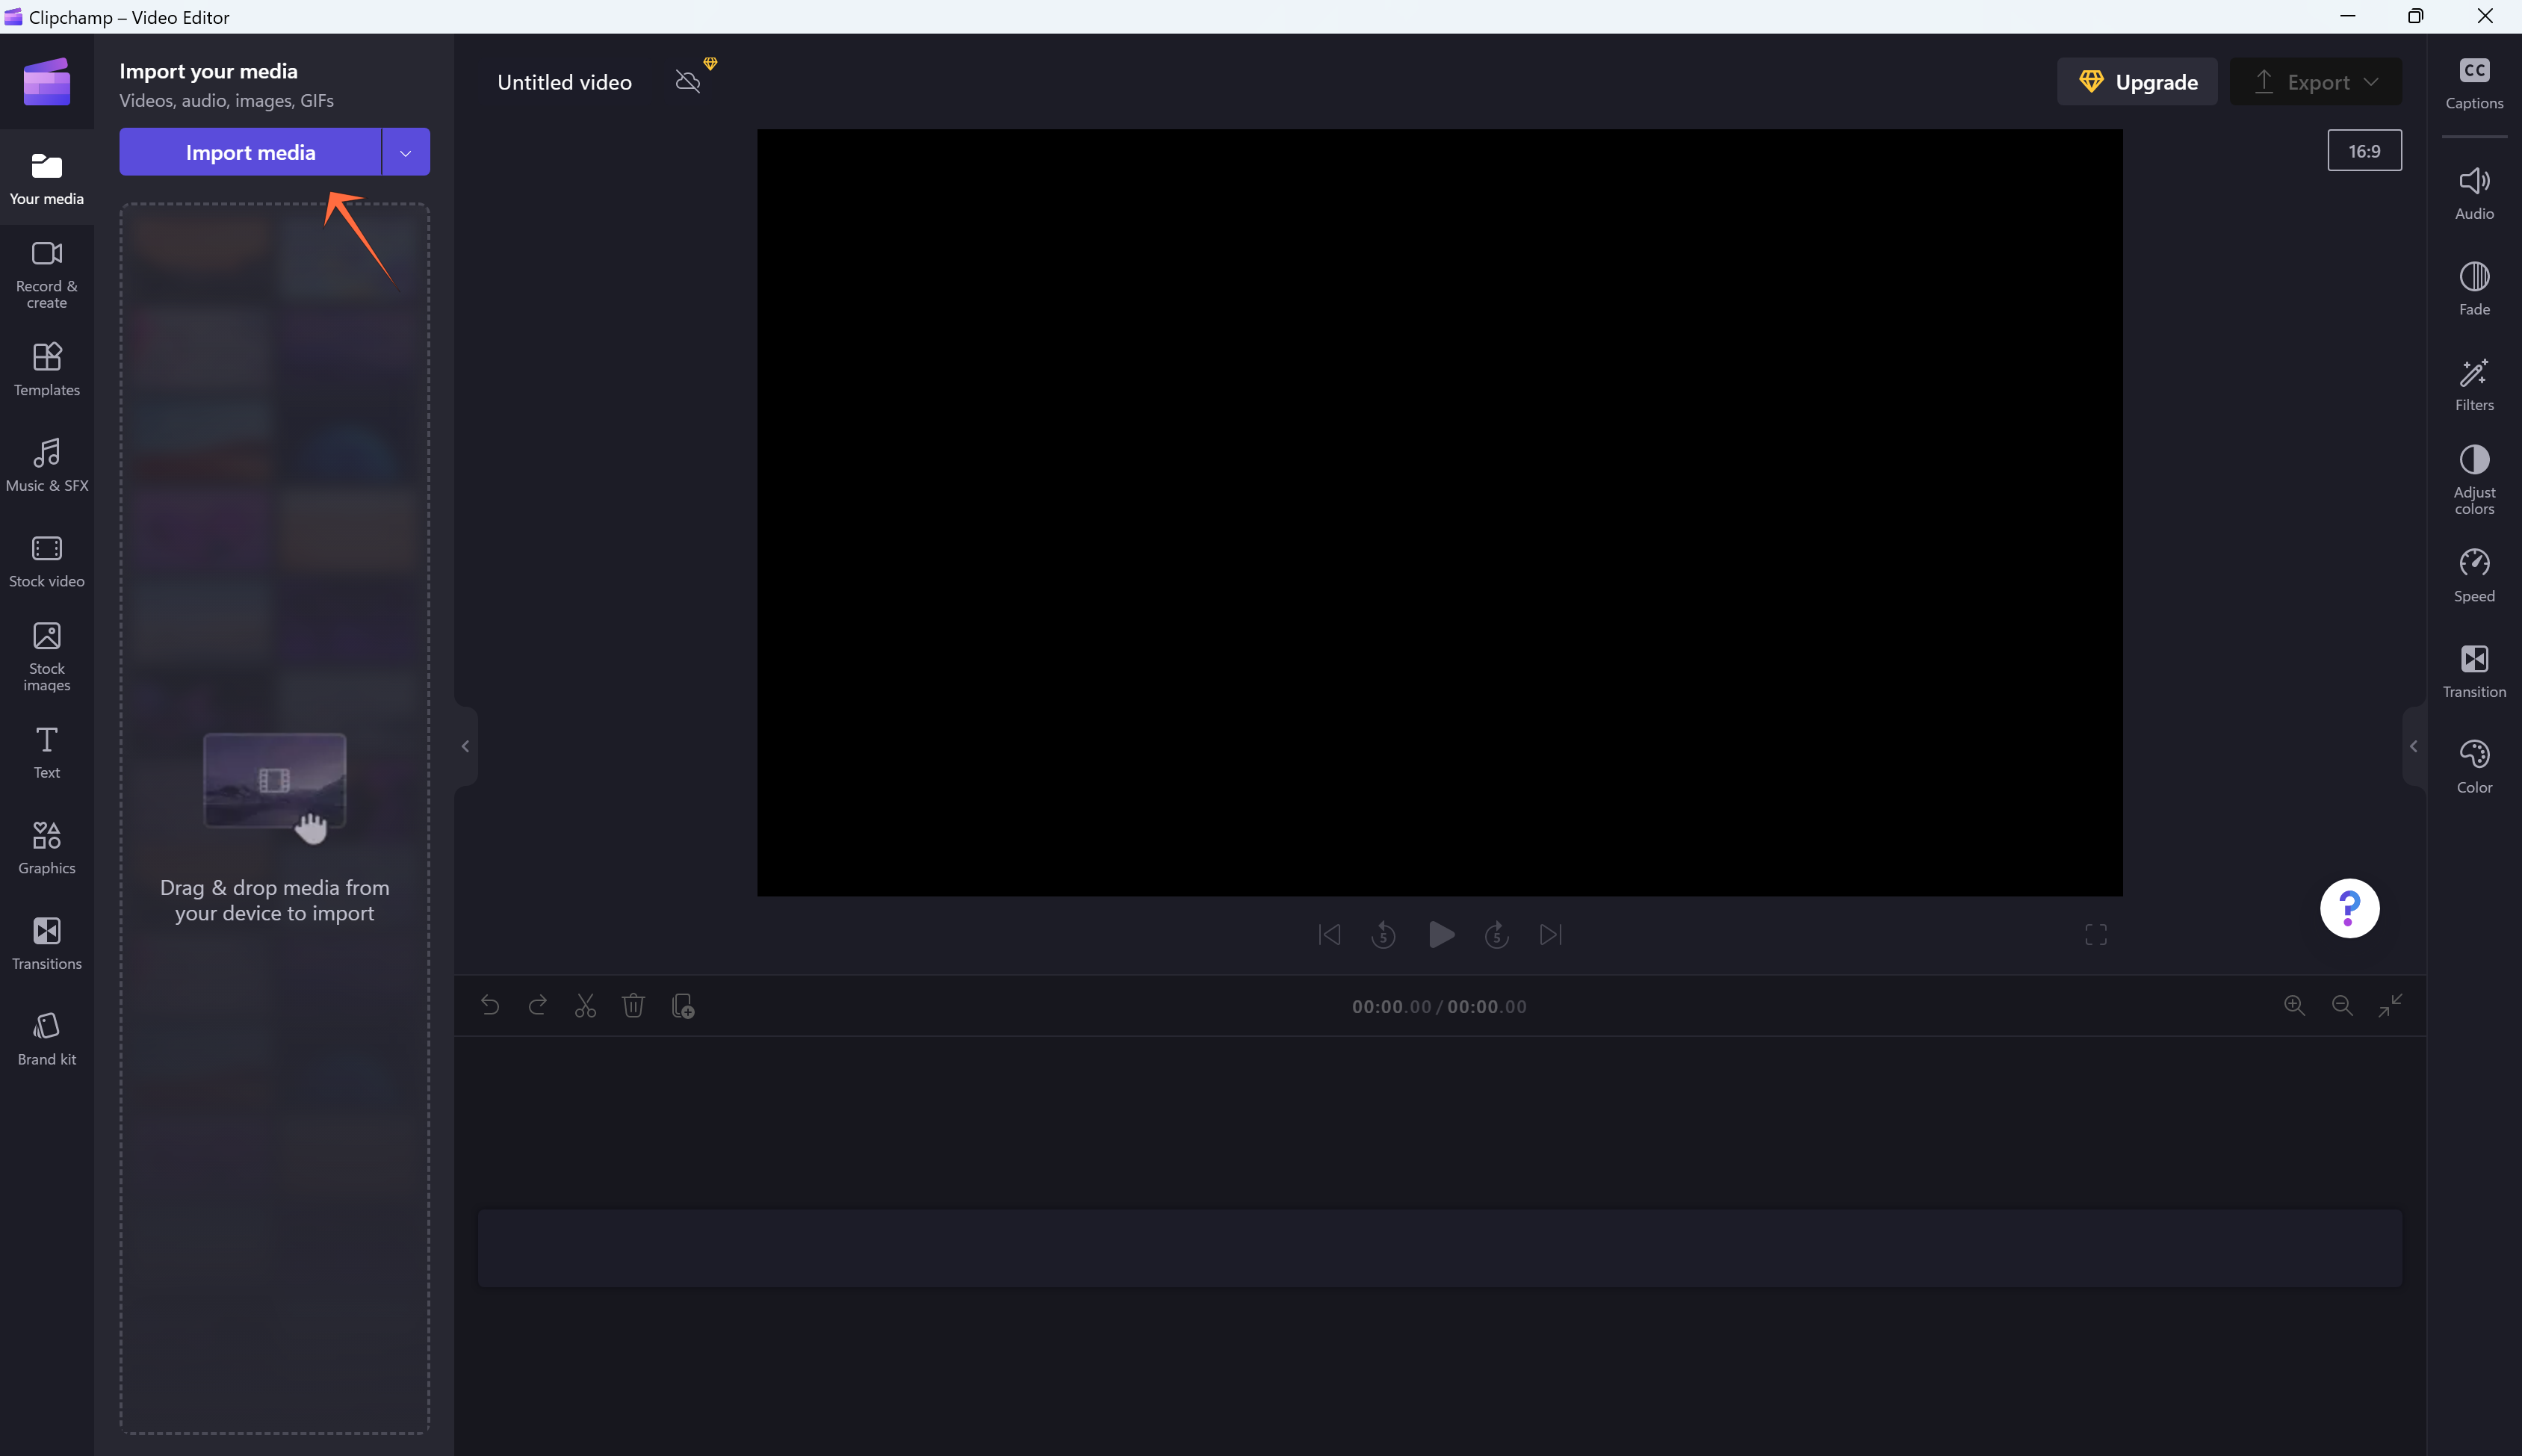 Clipchamp – Video Editor
Import your media
Videos, audio, images, GIFs
Import media
Your media
Record &
create
Templates
Music & SFX
Stock video
Stock
images
Text
Graphics
Transitions
Brand kit
Drag & drop media from
your device to import
Untitled video
Upgrade
Export
16:9
5
5
?
00:00.00 / 00:00.00
CC
Captions
Audio
Fade
Filters
Adjust
colors
Speed
Transition
Color